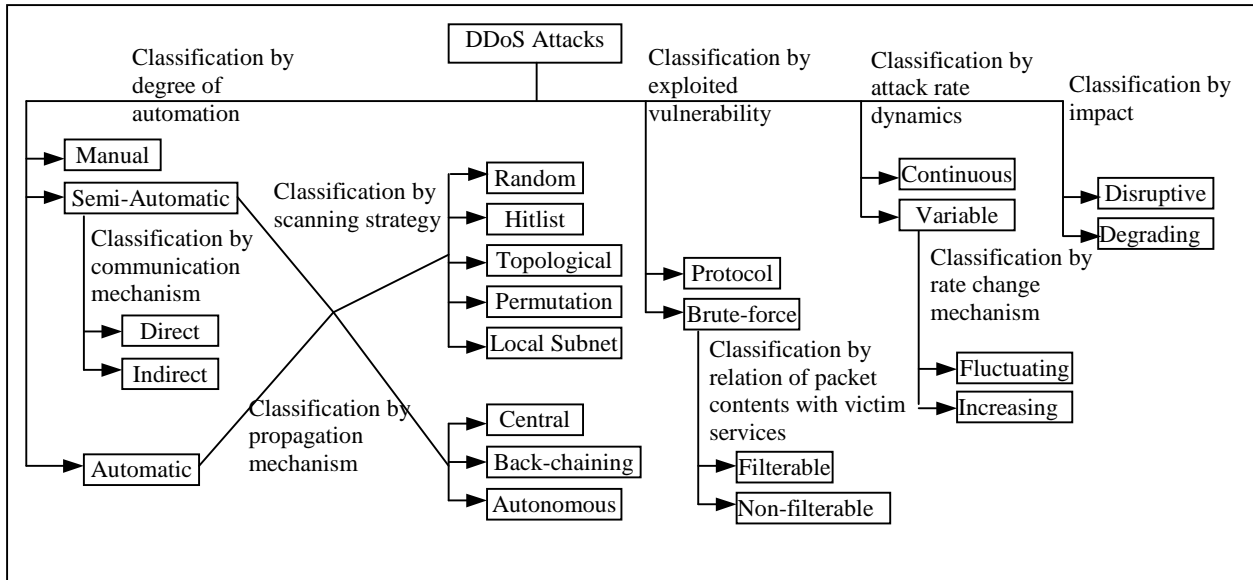 DDoS Attacks
Classification by
degree of
automation
Manual
Semi-Automatic
Classification by
communication
mechanism
Direct
Indirect
Automatic
Classification by
scanning strategy
Random
Hitlist
Topological
Permutation
Local Subnet
Classification by
propagation
mechanism
Central
Back-chaining
Autonomous
Classification by
exploited
vulnerability
Protocol
Brute-force
Classification by
relation of packet
contents with victim
services
Filterable
Non-filterable
Classification by
attack rate
dynamics
Continuous
Variable
Classification by
rate change
mechanism
Fluctuating
Increasing
Classification by
impact
Disruptive
Degrading